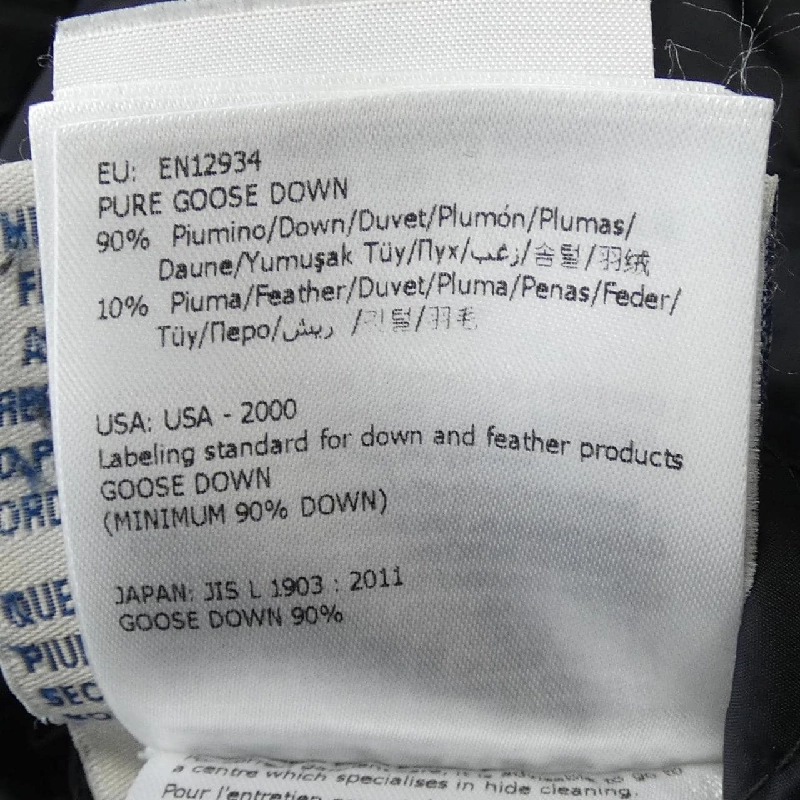 EU: EN12934
PURE GOOSE DOWN
90% Piumino/Down/Duvet/Plumón/Plumas/
Daune/Yumuşak Tüy/Пух/زغب/솜털/羽绒
10% Piuma/Feather/Duvet/Pluma/Penas/Feder/
Tüy/Перо/ريش /깃털/羽毛
USA: USA - 2000
Labeling standard for down and feather products
GOOSE DOWN
(MINIMUM 90% DOWN)
JAPAN: JIS L 1903 : 2011
GOOSE DOWN 90%
QUE
PIUI
SEC
a centre which specialises in hide cleaning.
Pour l'entretien